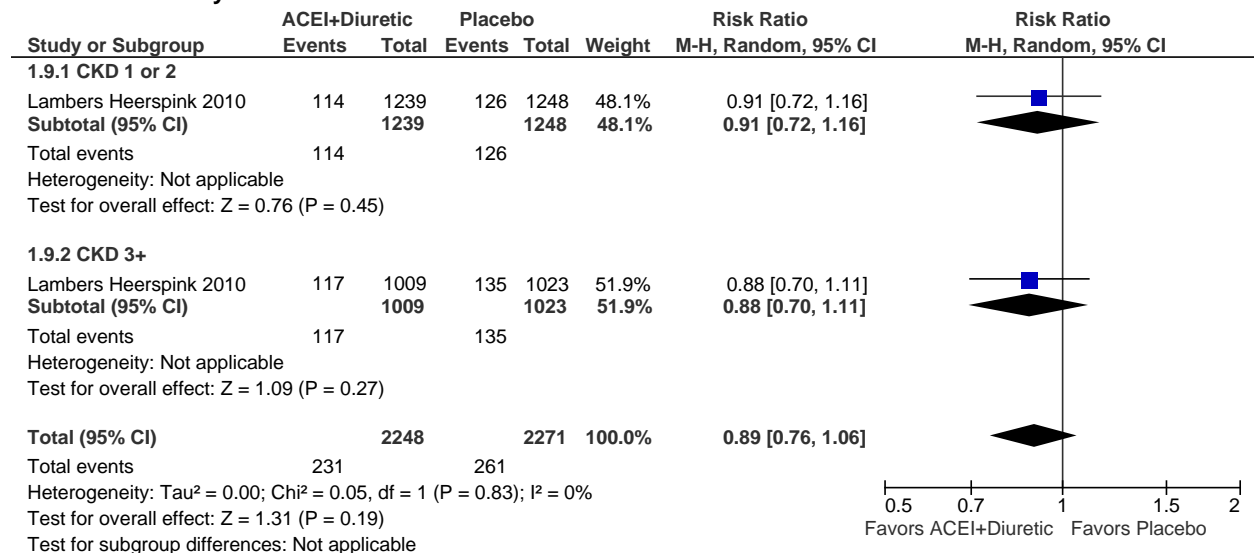 ACEI+Diuretic Placebo Risk Ratio Risk Ratio
Study or Subgroup Events Total Events Total Weight M-H, Random, 95% CI M-H, Random, 95% CI
1.9.1 CKD 1 or 2
Lambers Heerspink 2010 114 1239 126 1248 48.1% 0.91 [0.72, 1.16]
Subtotal (95% CI) 1239 1248 48.1% 0.91 [0.72, 1.16]
Total events 114 126
Heterogeneity: Not applicable
Test for overall effect: Z = 0.76 (P = 0.45)
1.9.2 CKD 3+
Lambers Heerspink 2010 117 1009 135 1023 51.9% 0.88 [0.70, 1.11]
Subtotal (95% CI) 1009 1023 51.9% 0.88 [0.70, 1.11]
Total events 117 135
Heterogeneity: Not applicable
Test for overall effect: Z = 1.09 (P = 0.27)
Total (95% CI) 2248 2271 100.0% 0.89 [0.76, 1.06]
Total events 231 261
Heterogeneity: Tau² = 0.00; Chi² = 0.05, df = 1 (P = 0.83); I² = 0%
Test for overall effect: Z = 1.31 (P = 0.19)
Test for subgroup differences: Not applicable
0.5 0.7 1 1.5 2
Favors ACEI+Diuretic Favors Placebo